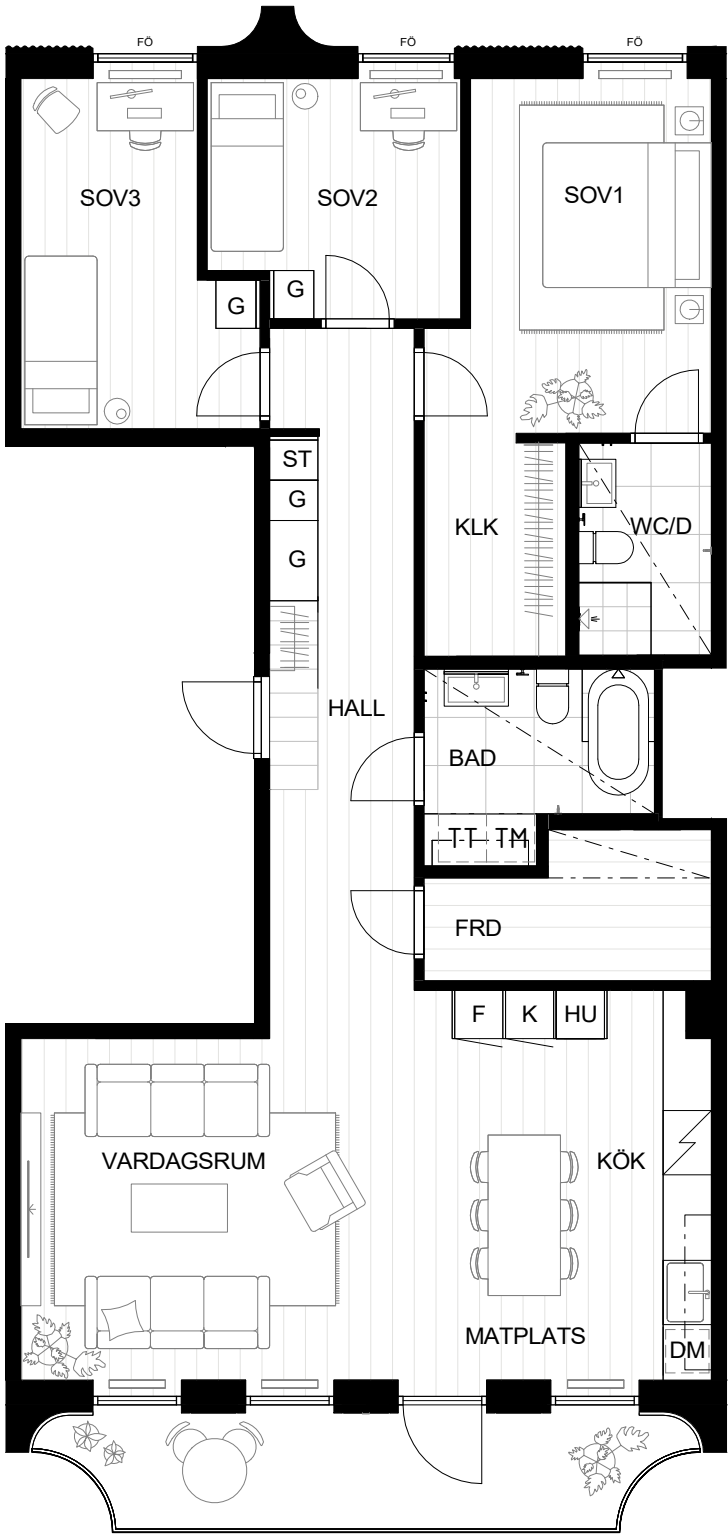 FÖ FÖ FÖ
SOV3 SOV2 SOV1
G G
ST
G
G
KLK WC/D
HALL
BAD
TT TM
FRD
F K HU
VARDAGSRUM KÖK
MATPLATS
DM